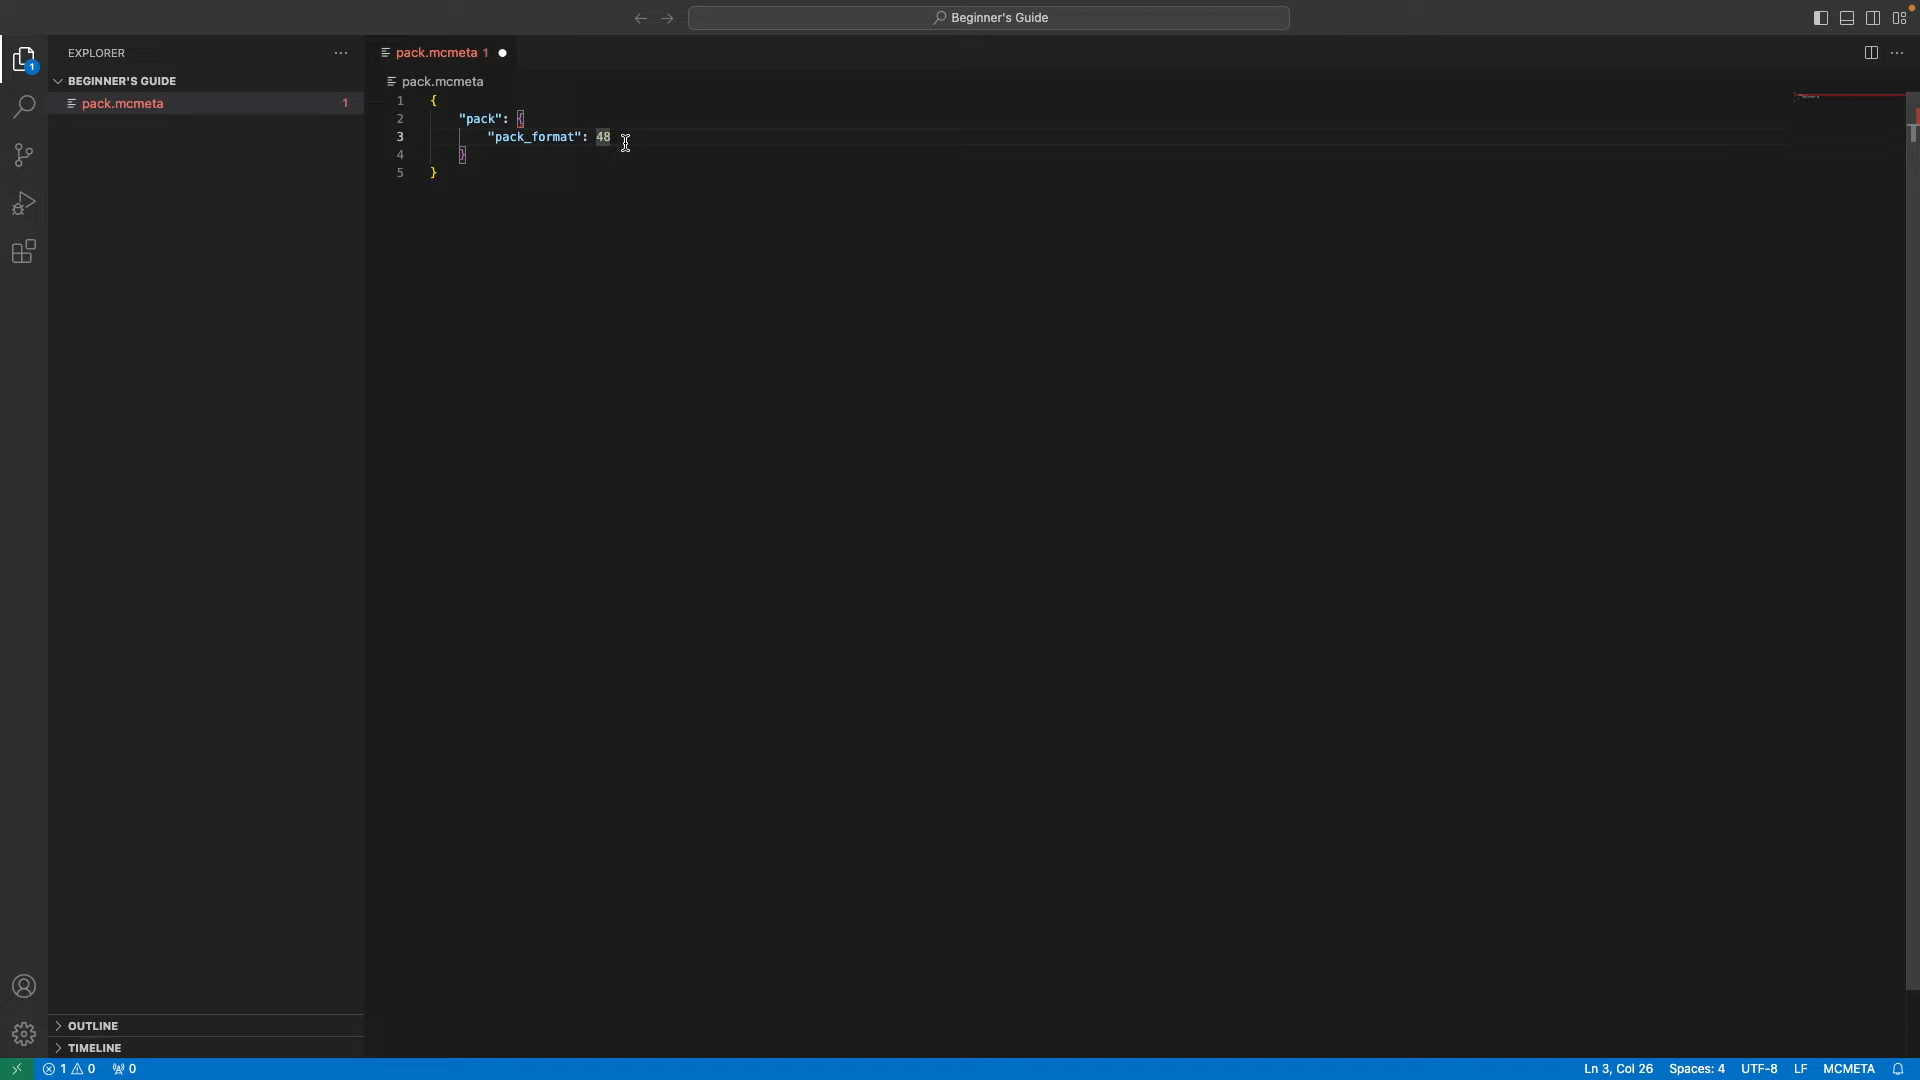 Beginner's Guide
EXPLORER
pack.mcmeta 1
BEGINNER'S GUIDE
pack.mcmeta
pack.mcmeta 1
1 {
2 "pack": {
3 "pack_format": 48
4 }
5 }
1
OUTLINE
TIMELINE
1 0 0 Ln 3, Col 26 Spaces: 4 UTF-8 LF MCMETA